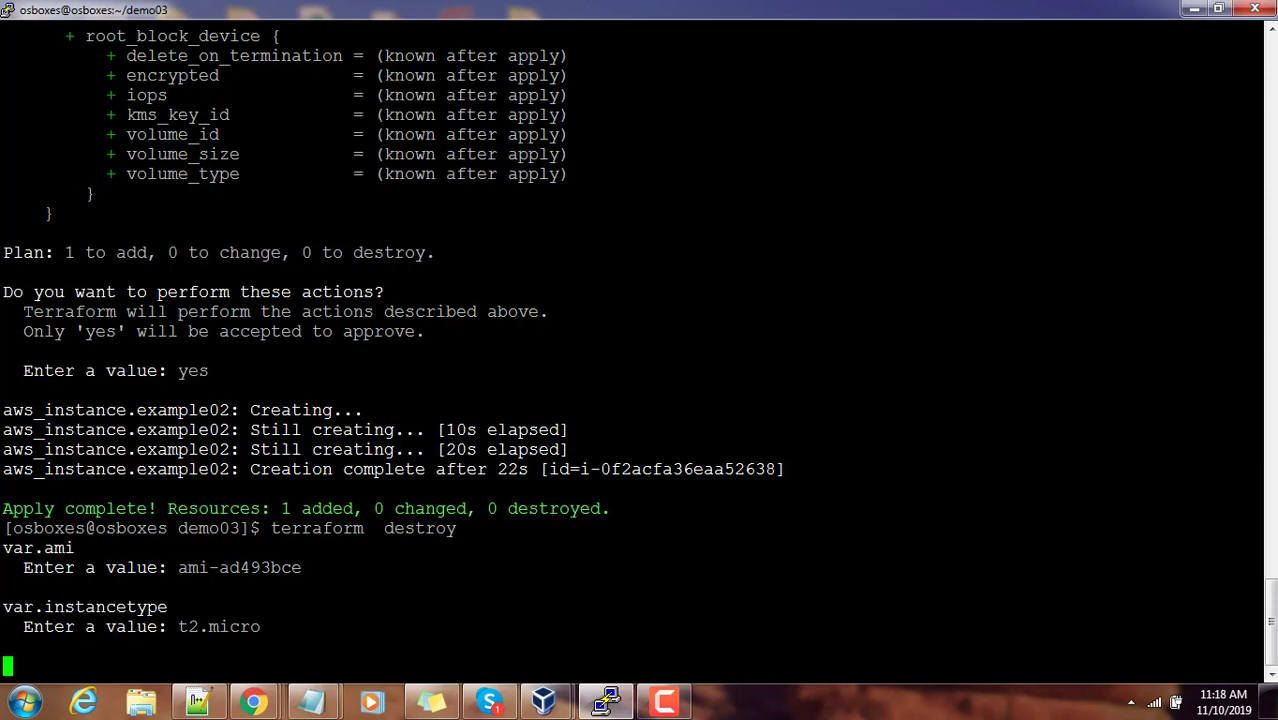 osboxes@osboxes:~/demo03
+ root_block_device {
+ delete_on_termination = (known after apply)
+ encrypted = (known after apply)
+ iops = (known after apply)
+ kms_key_id = (known after apply)
+ volume_id = (known after apply)
+ volume_size = (known after apply)
+ volume_type = (known after apply)
}
}
Plan: 1 to add, 0 to change, 0 to destroy.
Do you want to perform these actions?
Terraform will perform the actions described above.
Only 'yes' will be accepted to approve.
Enter a value: yes
aws_instance.example02: Creating...
aws_instance.example02: Still creating... [10s elapsed]
aws_instance.example02: Still creating... [20s elapsed]
aws_instance.example02: Creation complete after 22s [id=i-0f2acfa36eaa52638]
Apply complete! Resources: 1 added, 0 changed, 0 destroyed.
[osboxes@osboxes demo03]$ terraform  destroy
var.ami
Enter a value: ami-ad493bce
var.instancetype
Enter a value: t2.micro
11:18 AM
11/10/2019